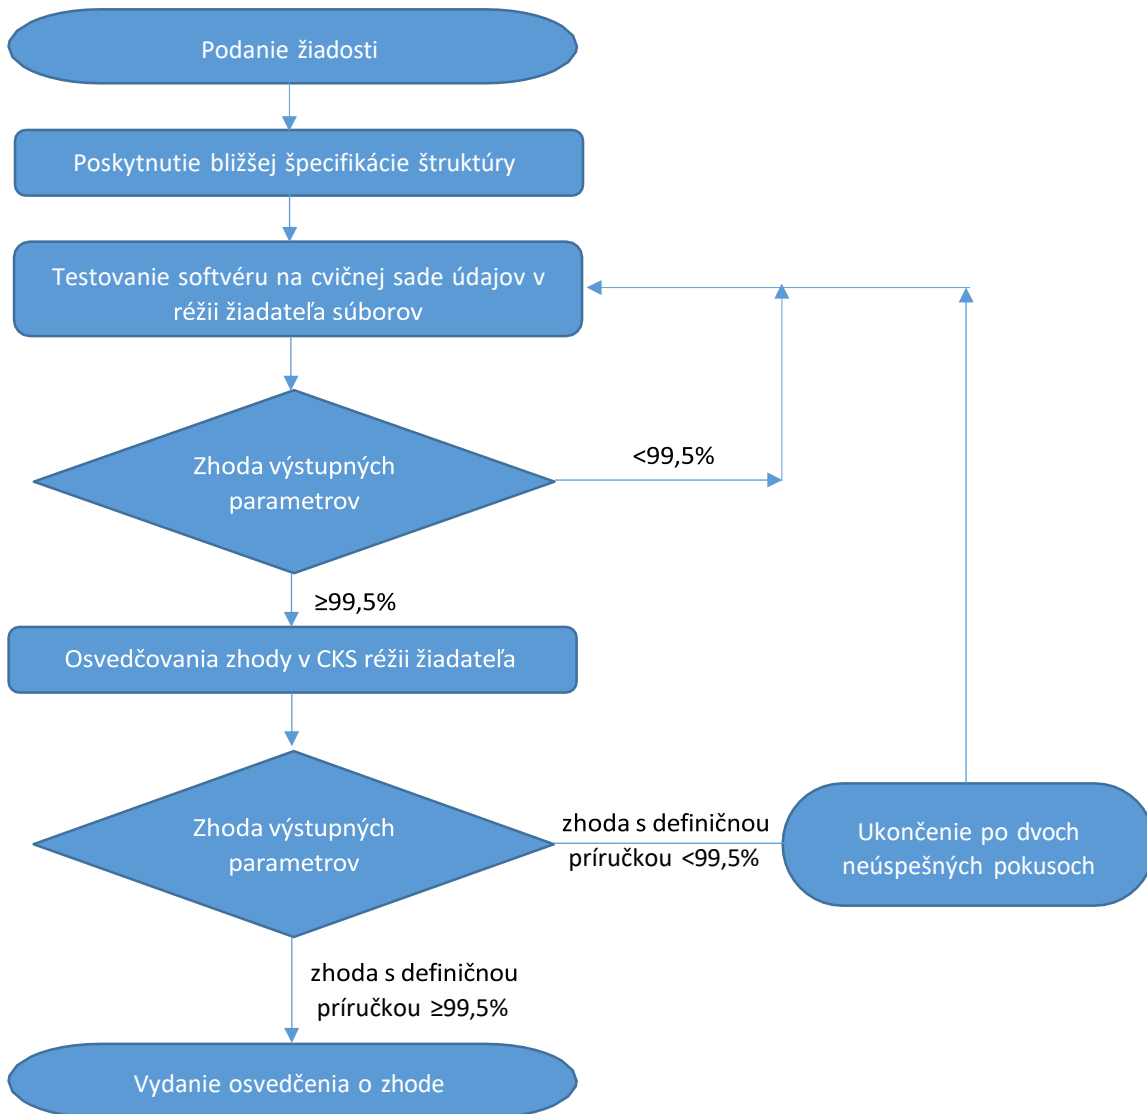 Podanie žiadosti
Poskytnutie bližšej špecifikácie štruktúry
Testovanie softvéru na cvičnej sade údajov v
réžii žiadateľa súborov
Zhoda výstupných
parametrov
<99,5%
≥99,5%
Osvedčovania zhody v CKS réžii žiadateľa
Zhoda výstupných
parametrov
zhoda s definičnou
príručkou <99,5%
Ukončenie po dvoch
neúspešných pokusoch
zhoda s definičnou
príručkou ≥99,5%
Vydanie osvedčenia o zhode